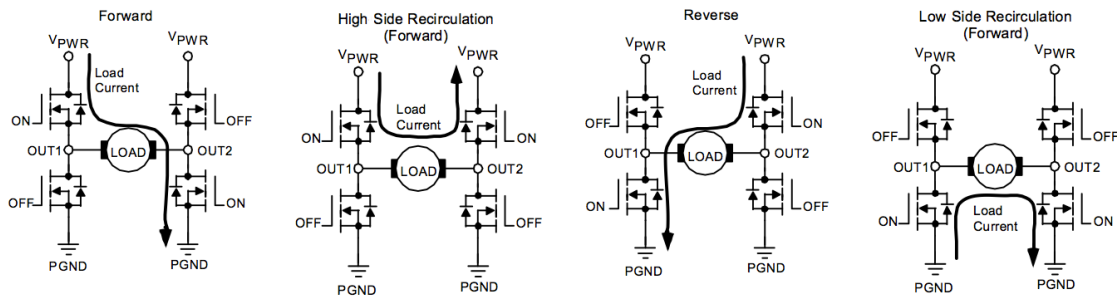 Forward
VPWR
Load
Current
ON
OFF
OUT1
LOAD
OUT2
OFF
ON
PGND
PGND
High Side Recirculation
(Forward)
VPWR
VPWR
Load
Current
ON
ON
OUT1
LOAD
OUT2
OFF
OFF
PGND
PGND
Reverse
VPWR
Load
Current
OFF
ON
OUT1
LOAD
OUT2
ON
OFF
PGND
Low Side Recirculation
(Forward)
VPWR
OFF
OFF
OUT1
LOAD
OUT2
ON
Load
Current
ON
PGND
PGND